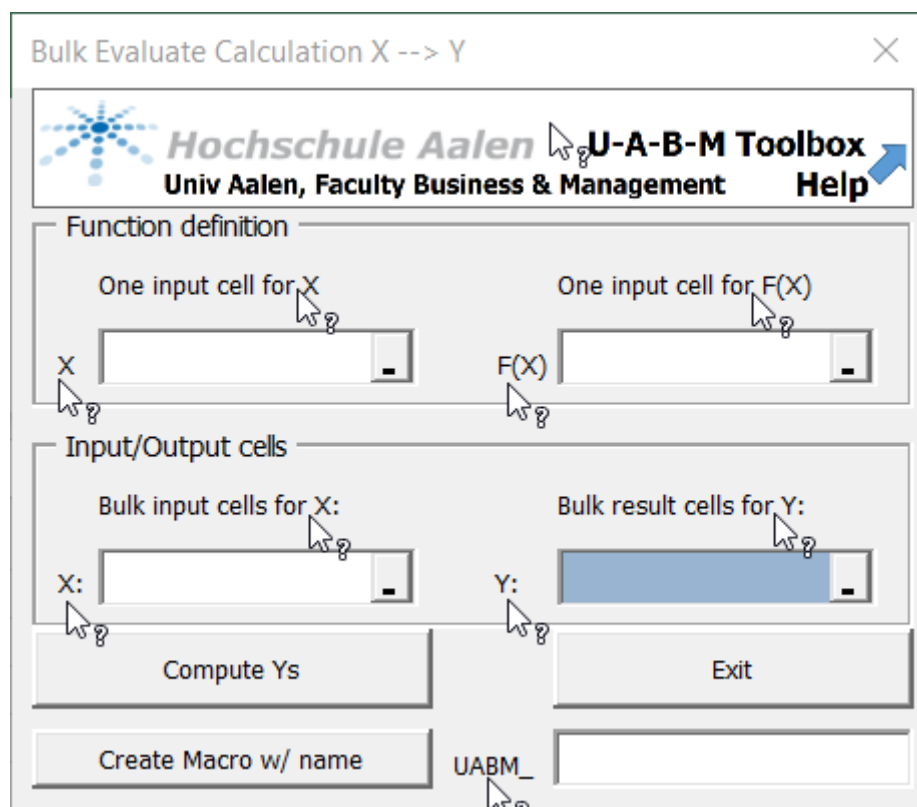 Bulk Evaluate Calculation X --> Y
Hochschule Aalen U-A-B-M Toolbox
Univ Aalen, Faculty Business & Management Help
Function definition
One input cell for X One input cell for F(X)
X F(X)
Input/Output cells
Bulk input cells for X: Bulk result cells for Y:
X: Y:
Compute Ys Exit
Create Macro w/ name UABM_